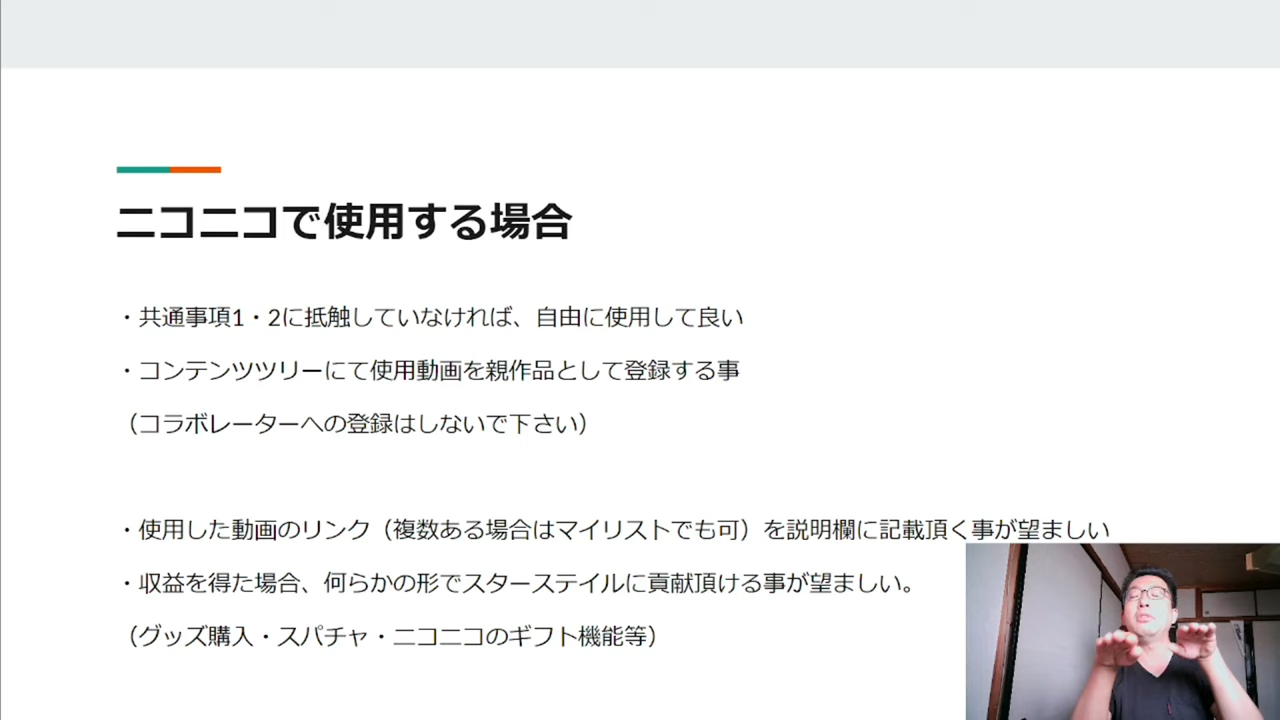 ニコニコで使用する場合
・共通事項1・2に抵触していなければ、自由に使用して良い
・コンテンツツリーにて使用動画を親作品として登録する事
（コラボレーターへの登録はしないで下さい）
・使用した動画のリンク（複数ある場合はマイリストでも可）を説明欄に記載頂く事が望ましい
・収益を得た場合、何らかの形でスターステイルに貢献頂ける事が望ましい。
（グッズ購入・スパチャ・ニコニコのギフト機能等）